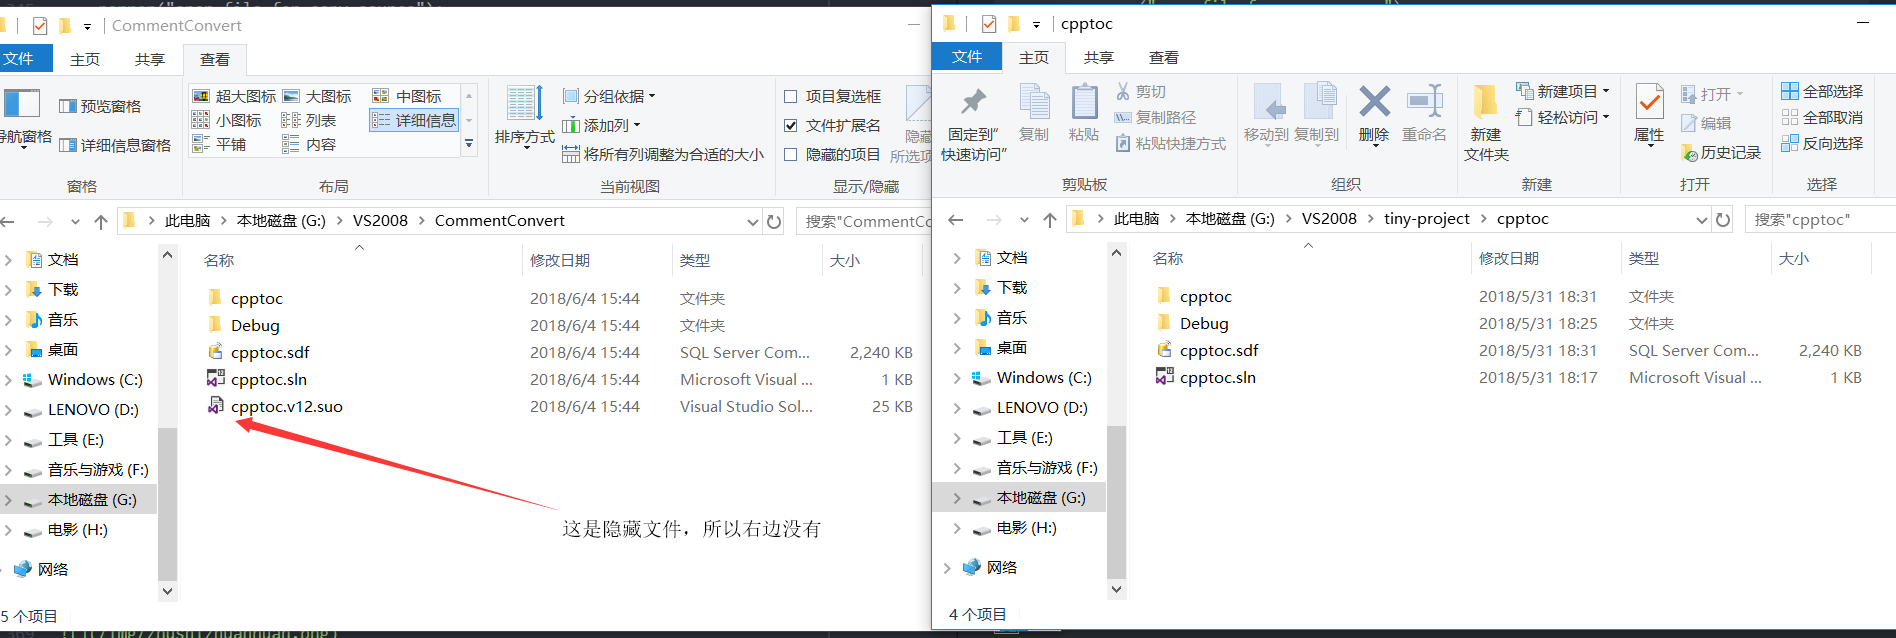 CommentConvert
文件 主页 共享 查看
预览窗格
导航窗格
详细信息窗格
窗格
超大图标 大图标 中图标
小图标 列表 详细信息
平铺 内容
布局
排序方式
分组依据
添加列
将所有列调整为合适的大小
当前视图
项目复选框
文件扩展名
隐藏的项目
隐藏
所选项
显示/隐藏
此电脑 本地磁盘 (G:) VS2008 CommentConvert
搜索"CommentCo
名称 修改日期 类型 大小
cpptoc 2018/6/4 15:44 文件夹
Debug 2018/6/4 15:44 文件夹
cpptoc.sdf 2018/6/4 15:44 SQL Server Com... 2,240 KB
cpptoc.sln 2018/6/4 15:44 Microsoft Visual ... 1 KB
cpptoc.v12.suo 2018/6/4 15:44 Visual Studio Sol... 25 KB
文档
下载
音乐
桌面
Windows (C:)
LENOVO (D:)
工具 (E:)
音乐与游戏 (F:)
本地磁盘 (G:)
电影 (H:)
网络
5 个项目
这是隐藏文件，所以右边没有
cpptoc
文件 主页 共享 查看
固定到"
快速访问"
复制
粘贴
剪切
复制路径
粘贴快捷方式
剪贴板
移动到 复制到 删除 重命名
组织
新建
文件夹
新建项目
轻松访问
新建
属性
打开
编辑
历史记录
打开
全部选择
全部取消
反向选择
选择
此电脑 本地磁盘 (G:) VS2008 tiny-project cpptoc
搜索"cpptoc"
名称 修改日期 类型 大小
cpptoc 2018/5/31 18:31 文件夹
Debug 2018/5/31 18:25 文件夹
cpptoc.sdf 2018/5/31 18:31 SQL Server Com... 2,240 KB
cpptoc.sln 2018/5/31 18:17 Microsoft Visual ... 1 KB
文档
下载
音乐
桌面
Windows (C:)
LENOVO (D:)
工具 (E:)
音乐与游戏 (F:)
本地磁盘 (G:)
电影 (H:)
网络
4 个项目